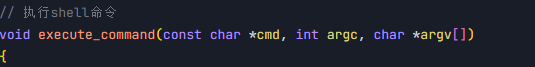 // 执行shell命令
void execute_command(const char *cmd, int argc, char *argv[])
{